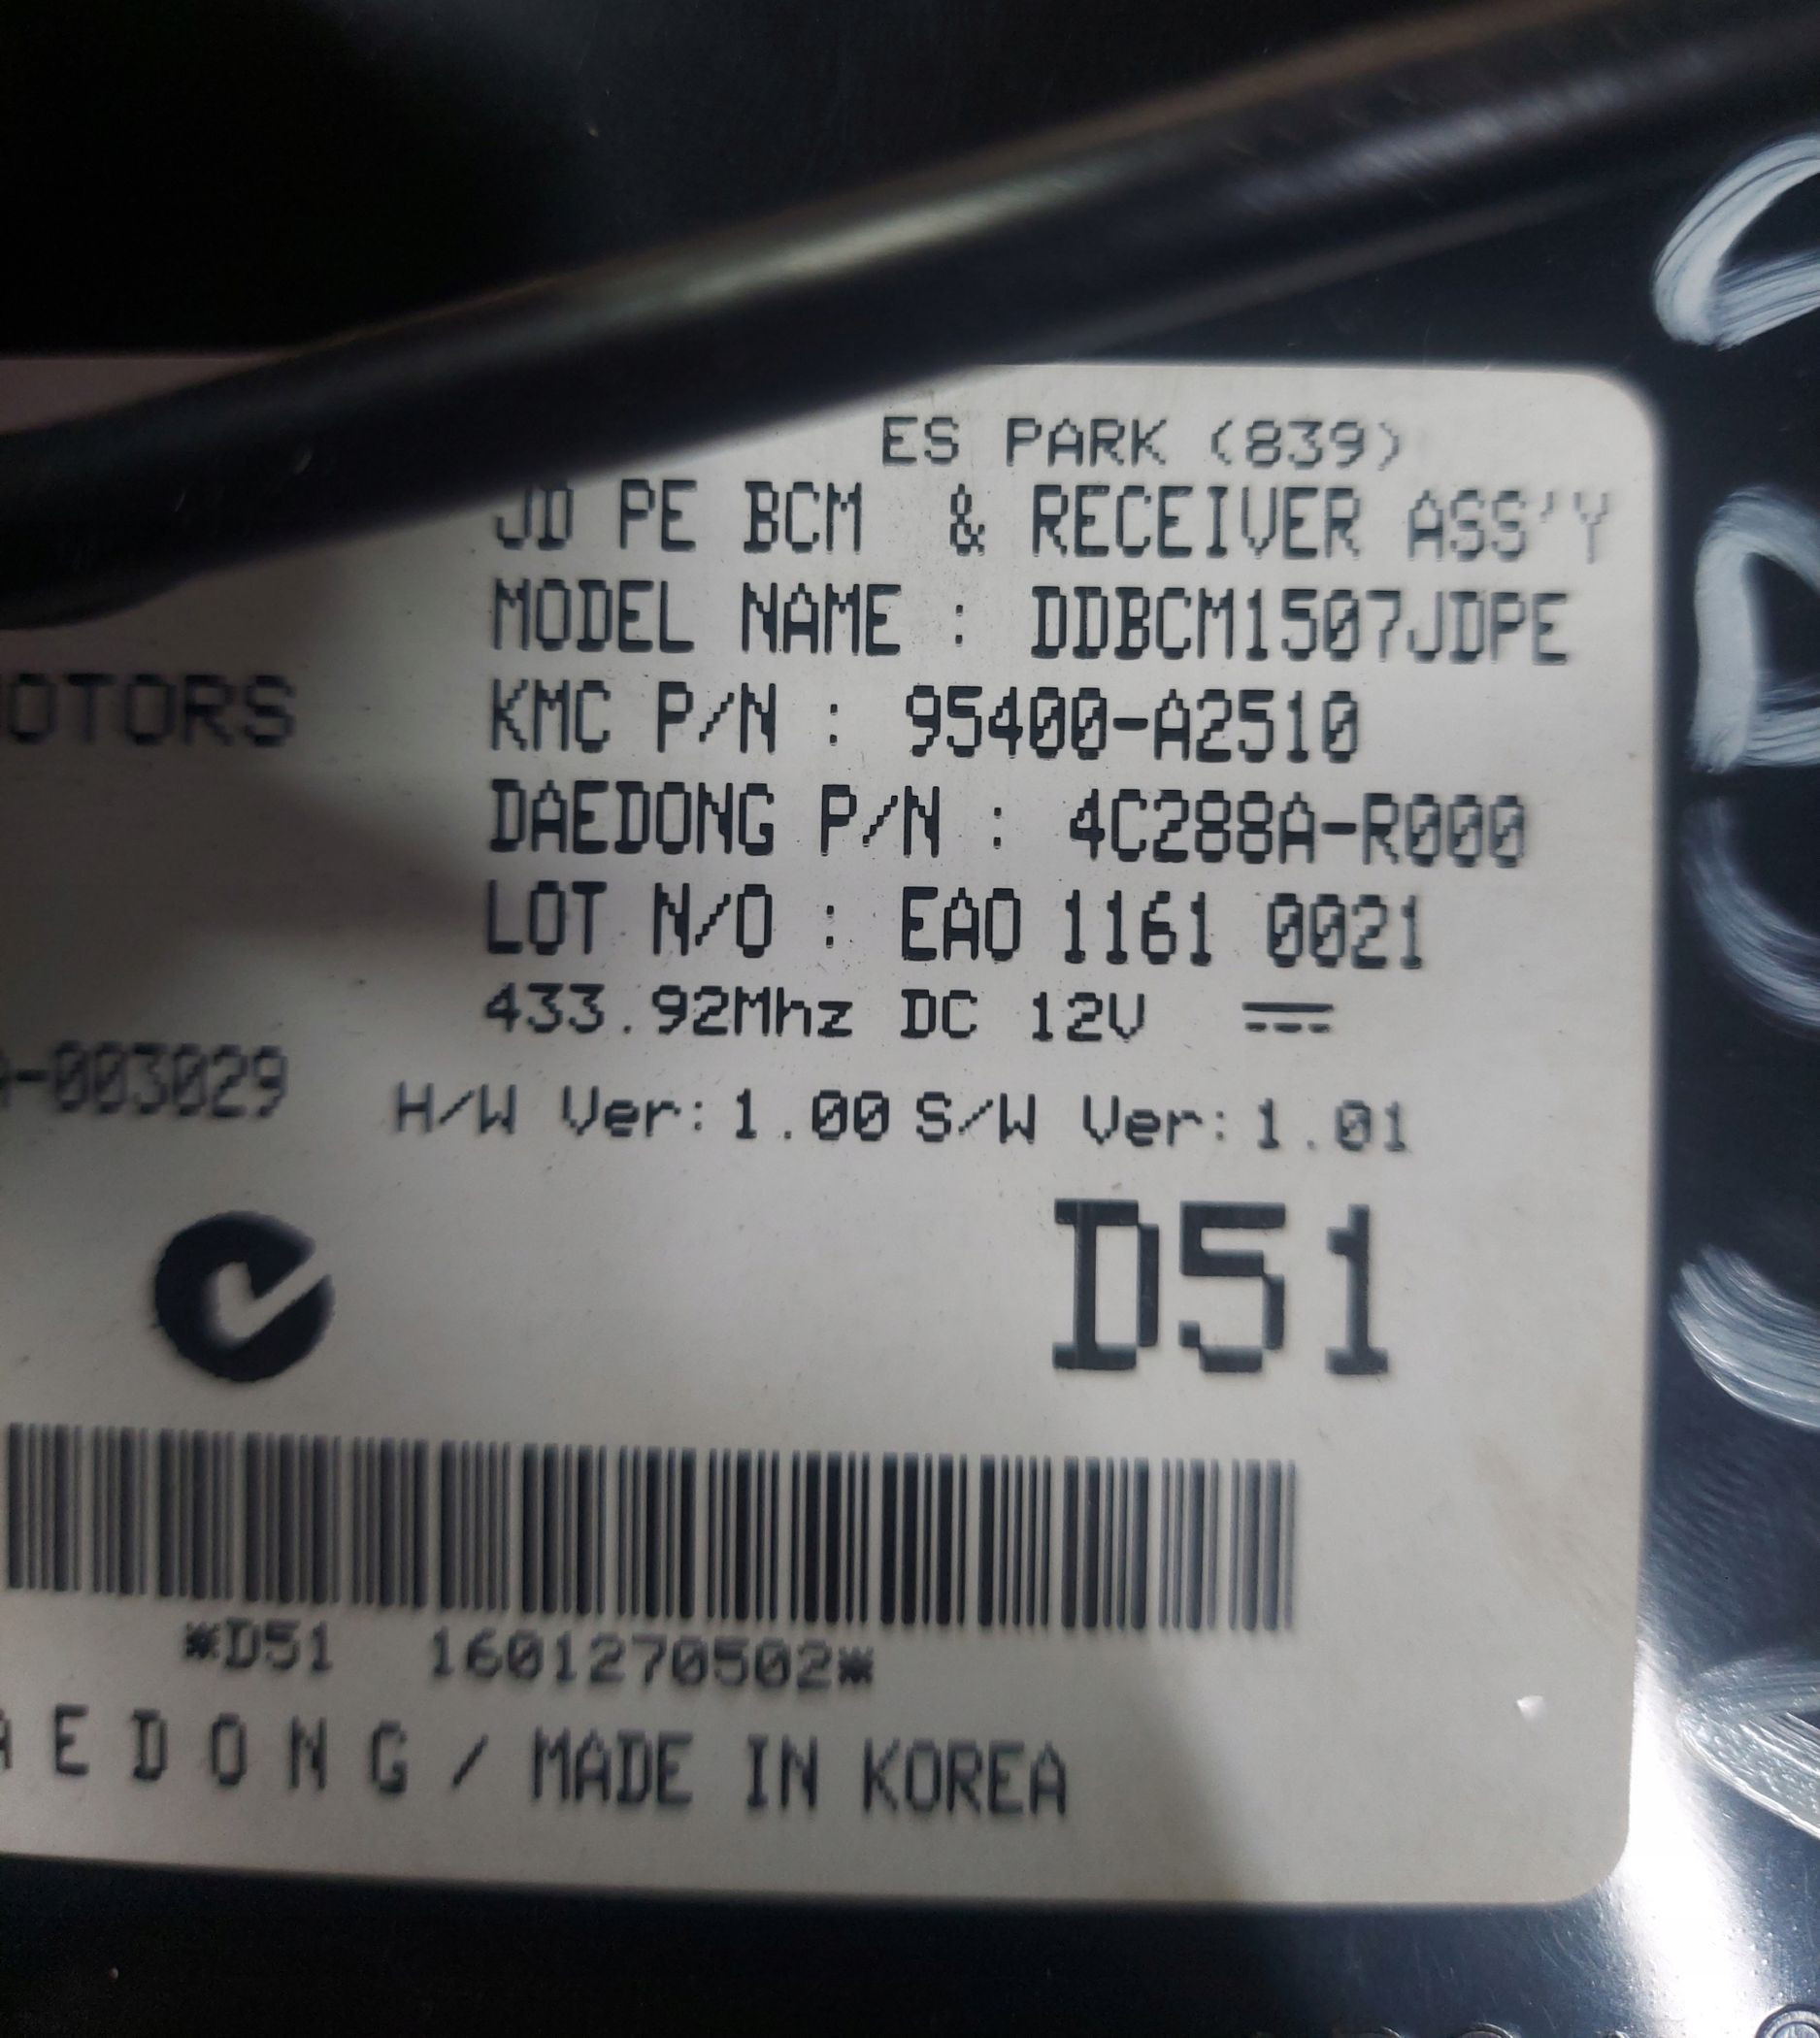 ES PARK (839)
JD PE BCM & RECEIVER ASS'Y
MODEL NAME : DDBCM1507JDPE
OTORS
KMC P/N : 95400-A2510
DAEDONG P/N : 4C288A-R000
LOT N/O : EAO 1161 0021
433.92Mhz DC 12V
-003029
H/W Ver:1.00 S/W Ver:1.01
D51
*D51 1601270502*
AEDONG / MADE IN KOREA